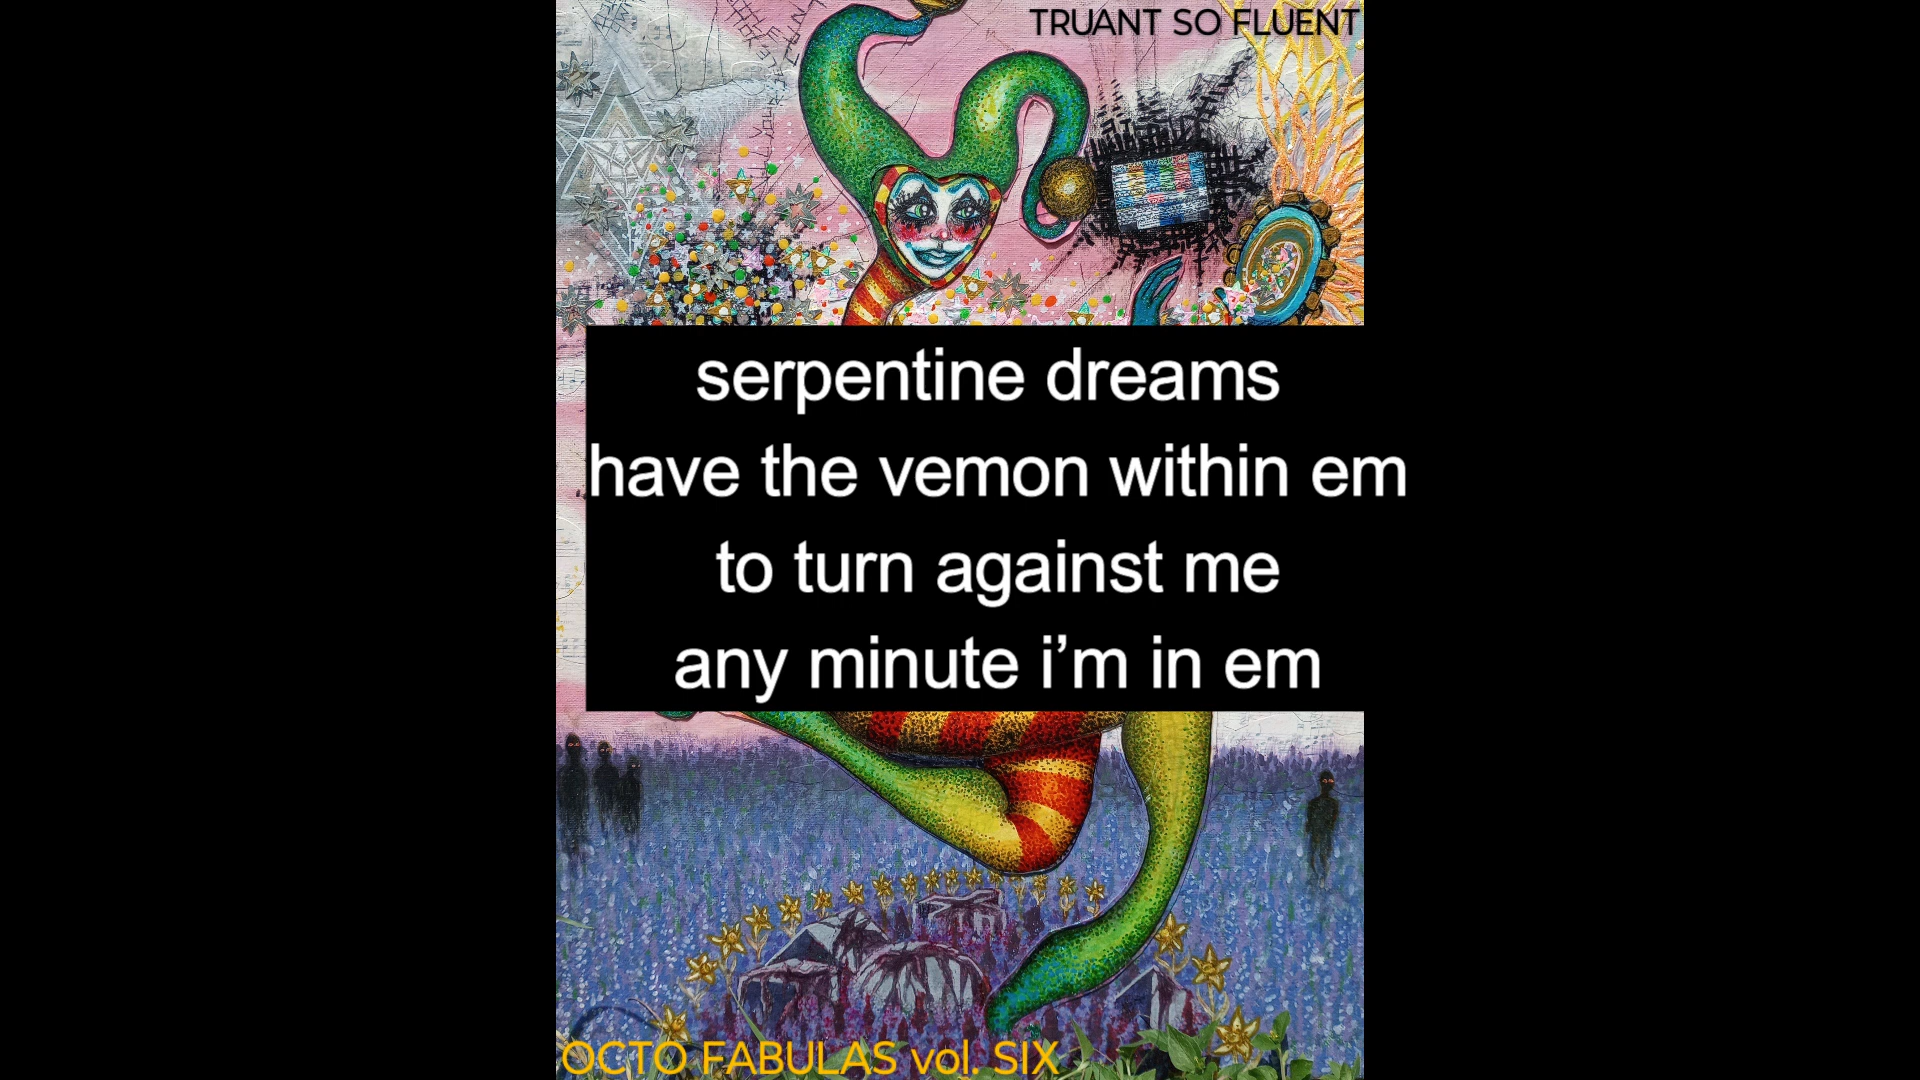 TRUANT SO FLUENT
serpentine dreams
have the vemon within em
to turn against me
any minute i’m in em
OCTO FABULAS vol. SIX